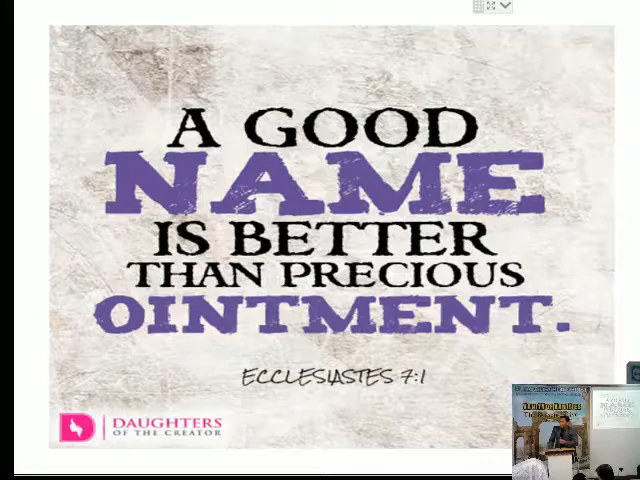 A GOOD
NAME
IS BETTER
THAN PRECIOUS
OINTMENT.
ECCLESIASTES 7:1
DAUGHTERS
OF THE CREATOR